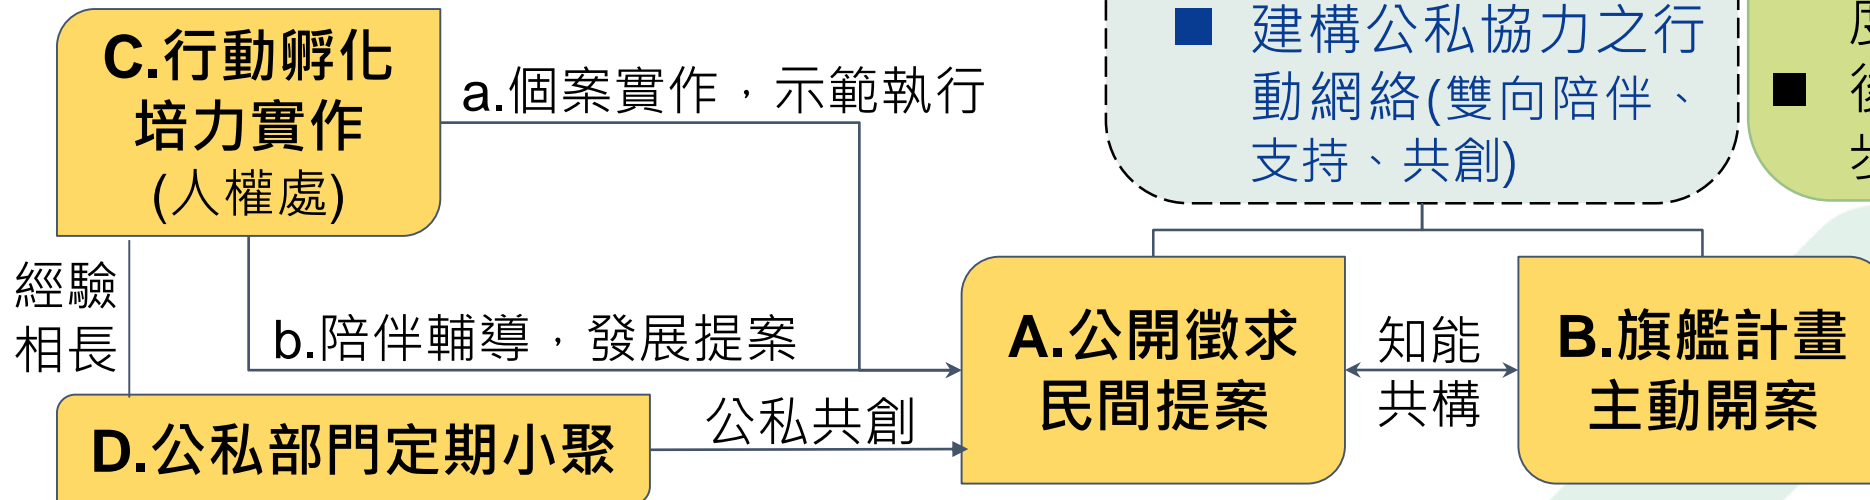 C.行動孵化
培力實作
(人權處)
a.個案實作，示範執行
建構公私協力之行
動網絡(雙向陪伴、
支持、共創)
經驗
相長
b.陪伴輔導，發展提案
A.公開徵求
民間提案
知能
共構
B.旗艦計畫
主動開案
公私共創
D.公私部門定期小聚